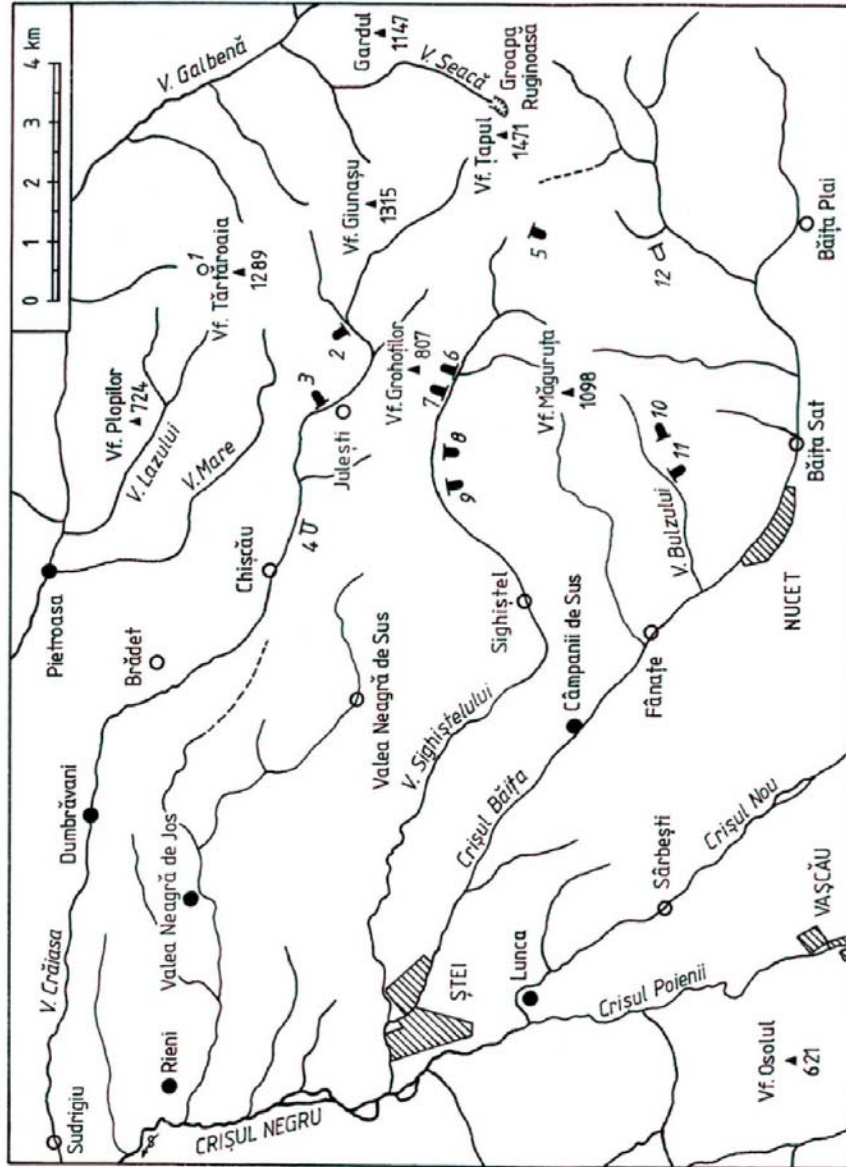 0 1 2 3 4 km
Sudrigiu
V. Crăiasa
Dumbrăvani
Pietroasa
Vf. Plopilor
724
V. Galbenă
Rieni
Valea Neagră de Jos
Brădet
V. Lazului
V. Mare
1
Vf. Tărtăroaia
1289
CRIȘUL NEGRU
Chișcău
4
3
Julești
2
Vf. Giunașu
1315
Gardul
1147
V. Seacă
Groapa
Ruginoasă
Valea Neagră de Sus
Vf. Grohoților
807
V. Sighiștelului
7
6
9
8
Vf. Țapul
1471
ȘTEI
Sighiștel
5
Crișul Băița
Câmpanii de Sus
Vf. Măguruța
1098
Lunca
Fânațe
V. Bulzului
10
11
12
Crișul Poienii
Sârbești
Crișul Nou
NUCET
Băița Sat
Băița Plai
Vf. Osolul
621
VAȘCĂU